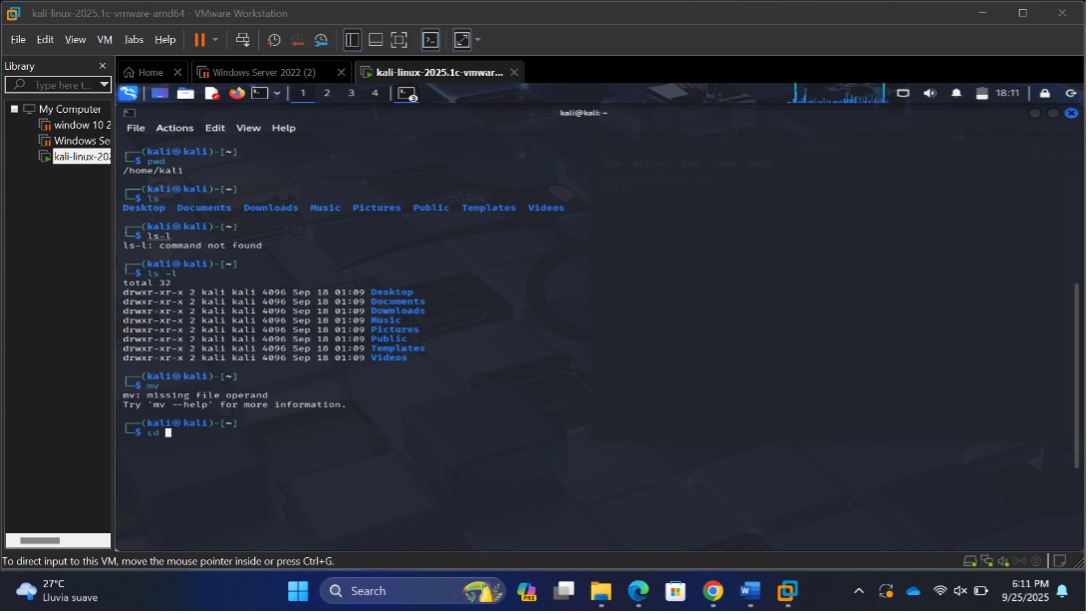 kali-linux-2025.1c-vmware-amd64 - VMware Workstation
File Edit View VM Tabs Help
Library
Type here t...
My Computer
window 10 2
Windows Se
kali-linux-202
Home
Windows Server 2022 (2)
kali-linux-2025.1c-vmwar...
1 2 3 4
3
18:11
kali@kali: ~
File Actions Edit View Help
┌──(kali㉿kali)-[~]
└─$ pwd
/home/kali
┌──(kali㉿kali)-[~]
└─$ ls
Desktop Documents Downloads Music Pictures Public Templates Videos
┌──(kali㉿kali)-[~]
└─$ ls-l
ls-l: command not found
┌──(kali㉿kali)-[~]
└─$ ls -l
total 32
drwxr-xr-x 2 kali kali 4096 Sep 18 01:09 Desktop
drwxr-xr-x 2 kali kali 4096 Sep 18 01:09 Documents
drwxr-xr-x 2 kali kali 4096 Sep 18 01:09 Downloads
drwxr-xr-x 2 kali kali 4096 Sep 18 01:09 Music
drwxr-xr-x 2 kali kali 4096 Sep 18 01:09 Pictures
drwxr-xr-x 2 kali kali 4096 Sep 18 01:09 Public
drwxr-xr-x 2 kali kali 4096 Sep 18 01:09 Templates
drwxr-xr-x 2 kali kali 4096 Sep 18 01:09 Videos
┌──(kali㉿kali)-[~]
└─$ mv
mv: missing file operand
Try 'mv --help' for more information.
┌──(kali㉿kali)-[~]
└─$ cd
To direct input to this VM, move the mouse pointer inside or press Ctrl+G.
27°C
Lluvia suave
Search
PRE
6:11 PM
9/25/2025